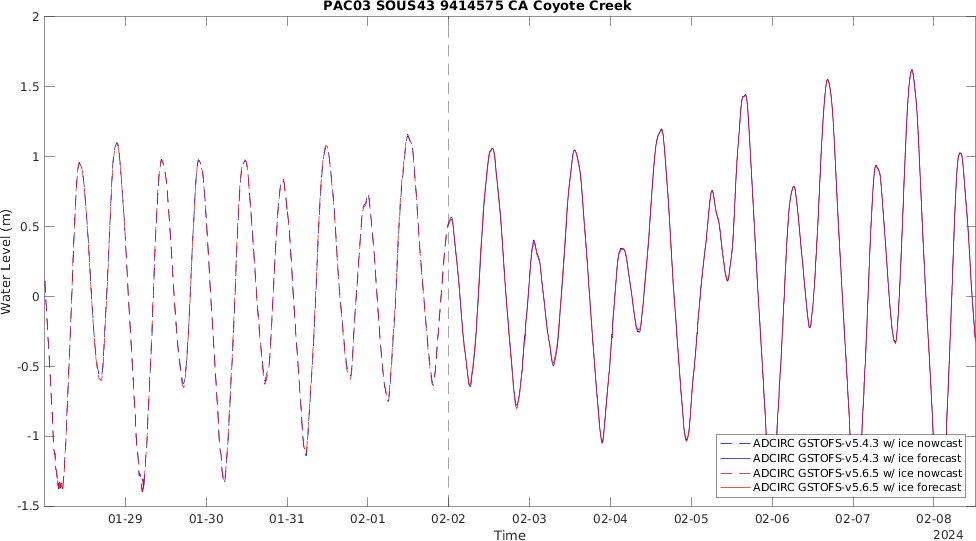 PAC03 SOUS43 9414575 CA Coyote Creek
2
1.5
1
0.5
0
-0.5
-1
-1.5
Water Level (m)
ADCIRC GSTOFS-v5.4.3 w/ ice nowcast
ADCIRC GSTOFS-v5.4.3 w/ ice forecast
ADCIRC GSTOFS-v5.6.5 w/ ice nowcast
ADCIRC GSTOFS-v5.6.5 w/ ice forecast
01-29 01-30 01-31 02-01 02-02 02-03 02-04 02-05 02-06 02-07 02-08
Time
2024